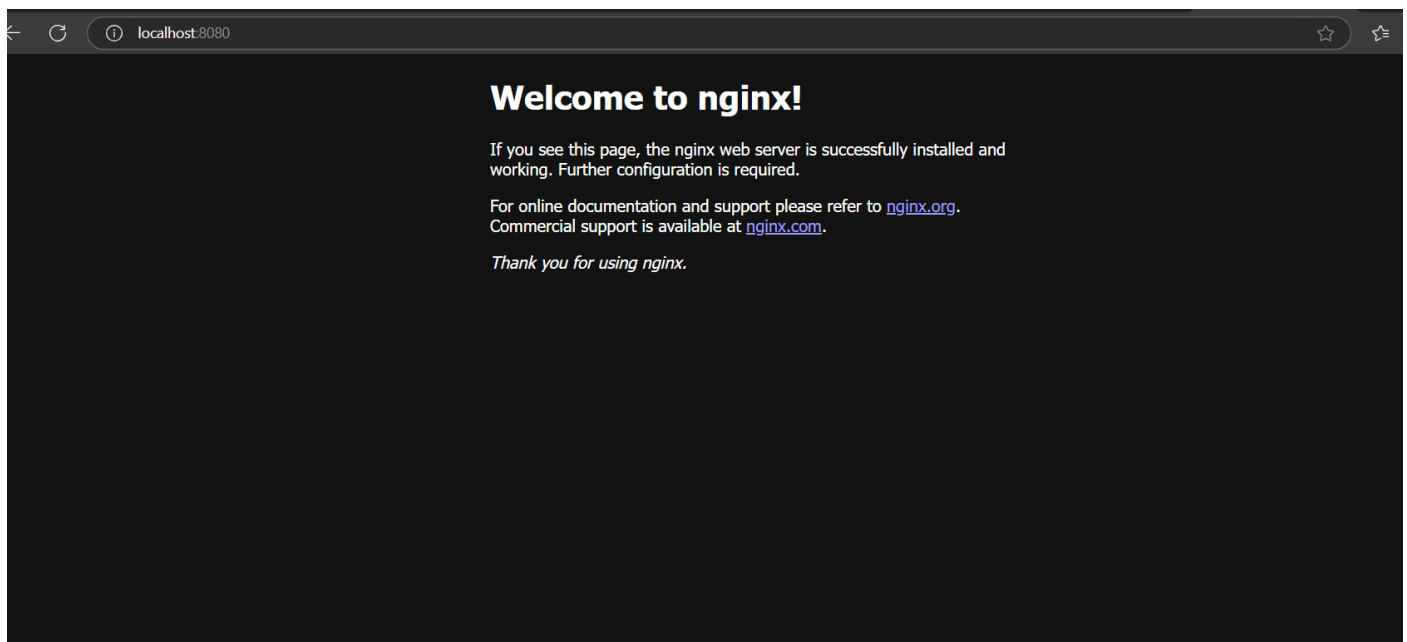 localhost:8080
Welcome to nginx!
If you see this page, the nginx web server is successfully installed and
working. Further configuration is required.
For online documentation and support please refer to nginx.org.
Commercial support is available at nginx.com.
Thank you for using nginx.